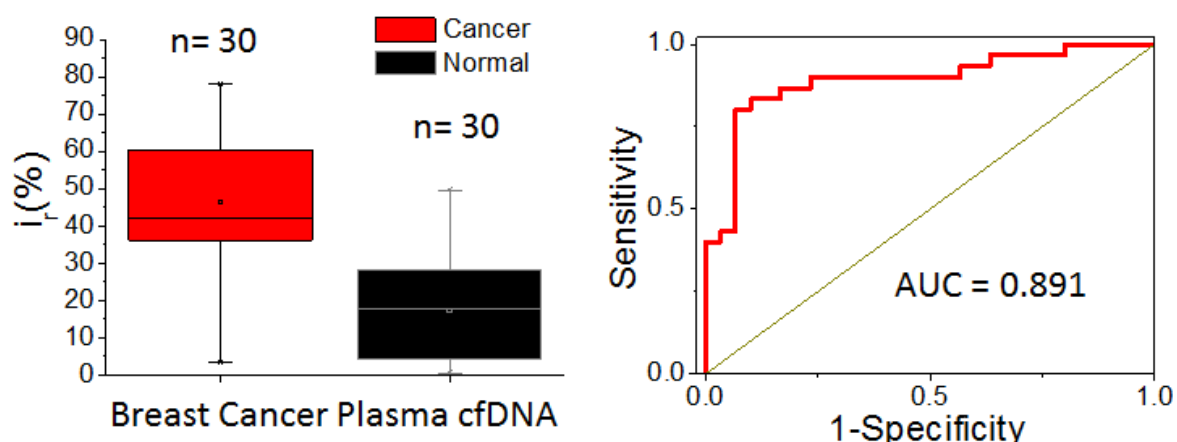 Cancer
Normal
n= 30
n= 30
90
80
70
60
50
40
30
20
10
0
ir(%)
Breast Cancer Plasma cfDNA
1.0
0.5
0.0
Sensitivity
AUC = 0.891
0.0
0.5
1.0
1-Specificity